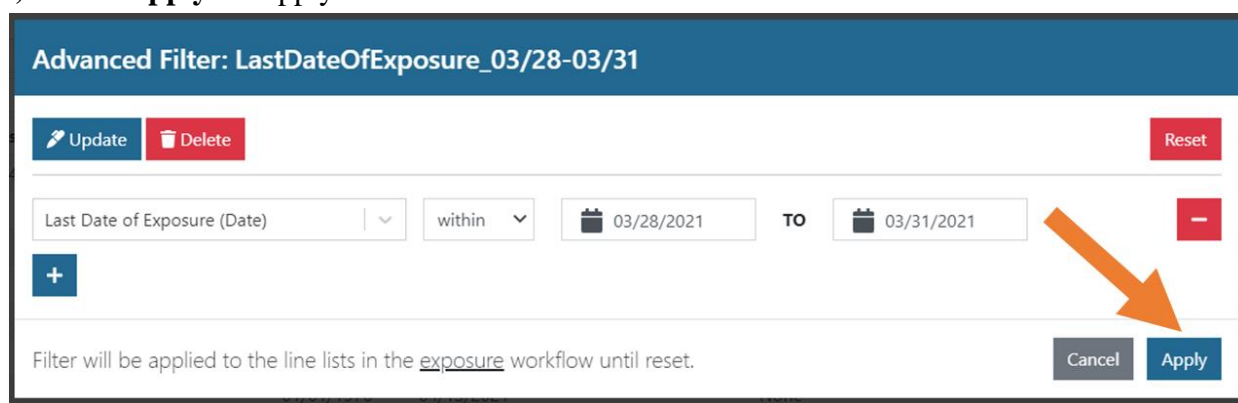 Advanced Filter: LastDateOfExposure_03/28-03/31
Update Delete Reset
Last Date of Exposure (Date) within 03/28/2021 TO 03/31/2021 −
+
Filter will be applied to the line lists in the exposure workflow until reset. Cancel Apply